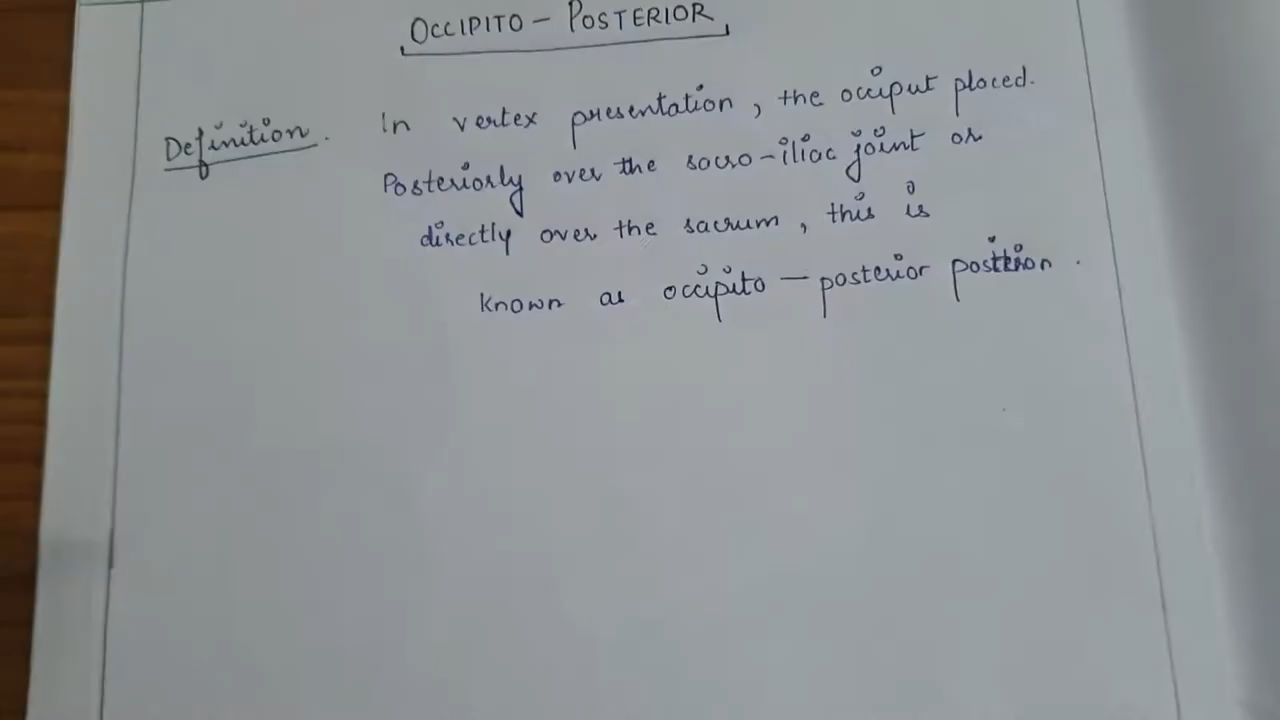 OCCIPITO - POSTERIOR
Definition. In vertex presentation, the occiput placed.
Posteriorly over the sacro-iliac joint or
directly over the sacrum, this is
known as occipito - posterior position.